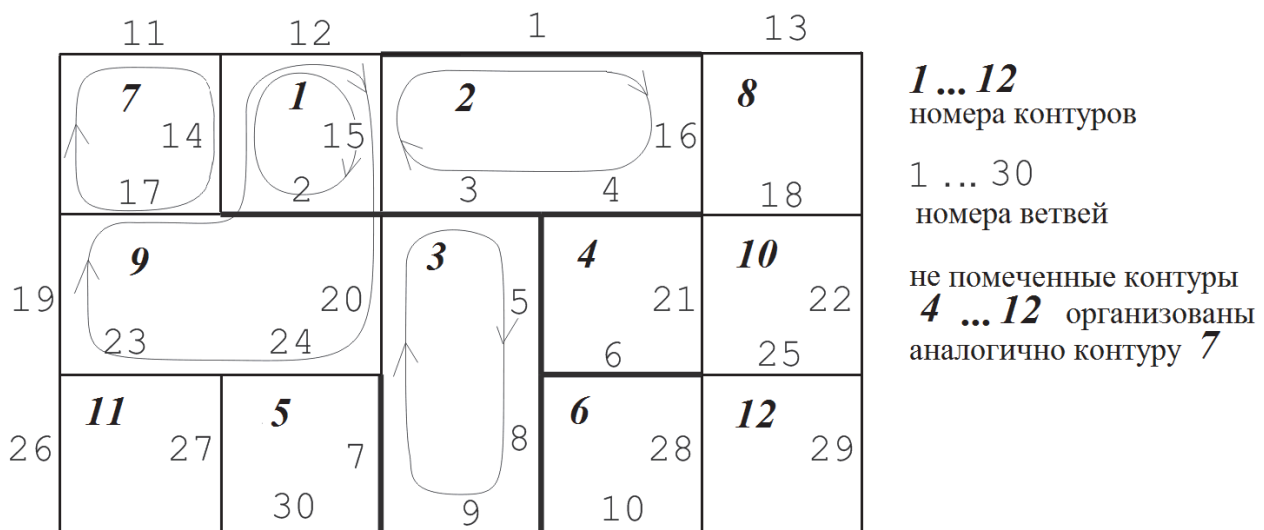 11 12 1 13
7 1 2 8
14 15 16
17 2 3 4 18
9 3 4 10
19 20 5 21 22
23 24 6 25
11 5 6 12
26 27 7 8 28 29
30 9 10
1 ... 12
номера контуров
1 ... 30
номера ветвей
не помеченные контуры
4 ... 12 организованы
аналогично контуру 7